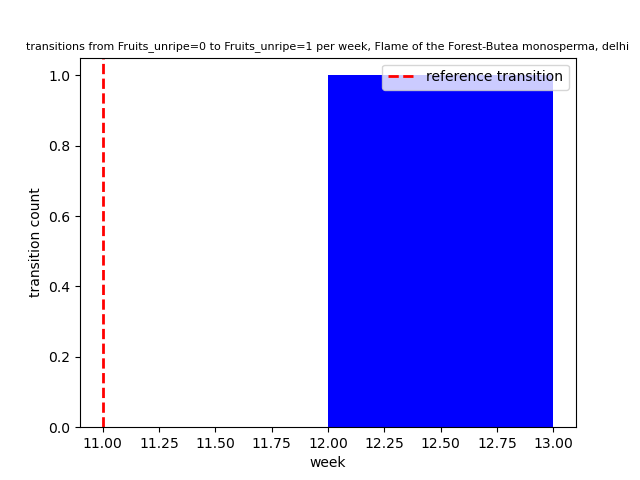 transitions from Fruits_unripe=0 to Fruits_unripe=1 per week, Flame of the Forest-Butea monosperma, delhi
reference transition
1.0
0.8
0.6
0.4
0.2
0.0
transition count
11.00 11.25 11.50 11.75 12.00 12.25 12.50 12.75 13.00
week